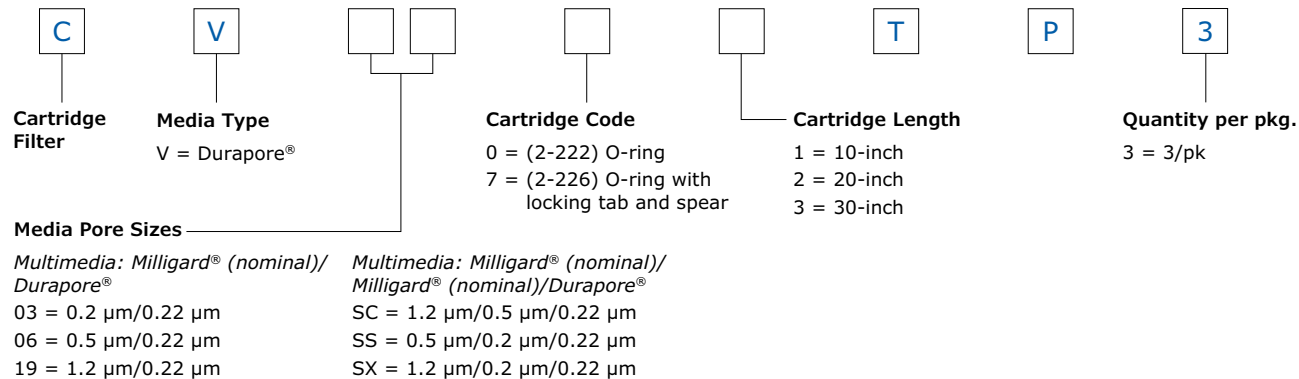 C V T P 3
Cartridge
Filter
Media Type
V = Durapore®
Cartridge Code
0 = (2-222) O-ring
7 = (2-226) O-ring with
locking tab and spear
Cartridge Length
1 = 10-inch
2 = 20-inch
3 = 30-inch
Quantity per pkg.
3 = 3/pk
Media Pore Sizes
Multimedia: Milligard® (nominal)/
Durapore®
03 = 0.2 μm/0.22 μm
06 = 0.5 μm/0.22 μm
19 = 1.2 μm/0.22 μm
Multimedia: Milligard® (nominal)/
Milligard® (nominal)/Durapore®
SC = 1.2 μm/0.5 μm/0.22 μm
SS = 0.5 μm/0.2 μm/0.22 μm
SX = 1.2 μm/0.2 μm/0.22 μm